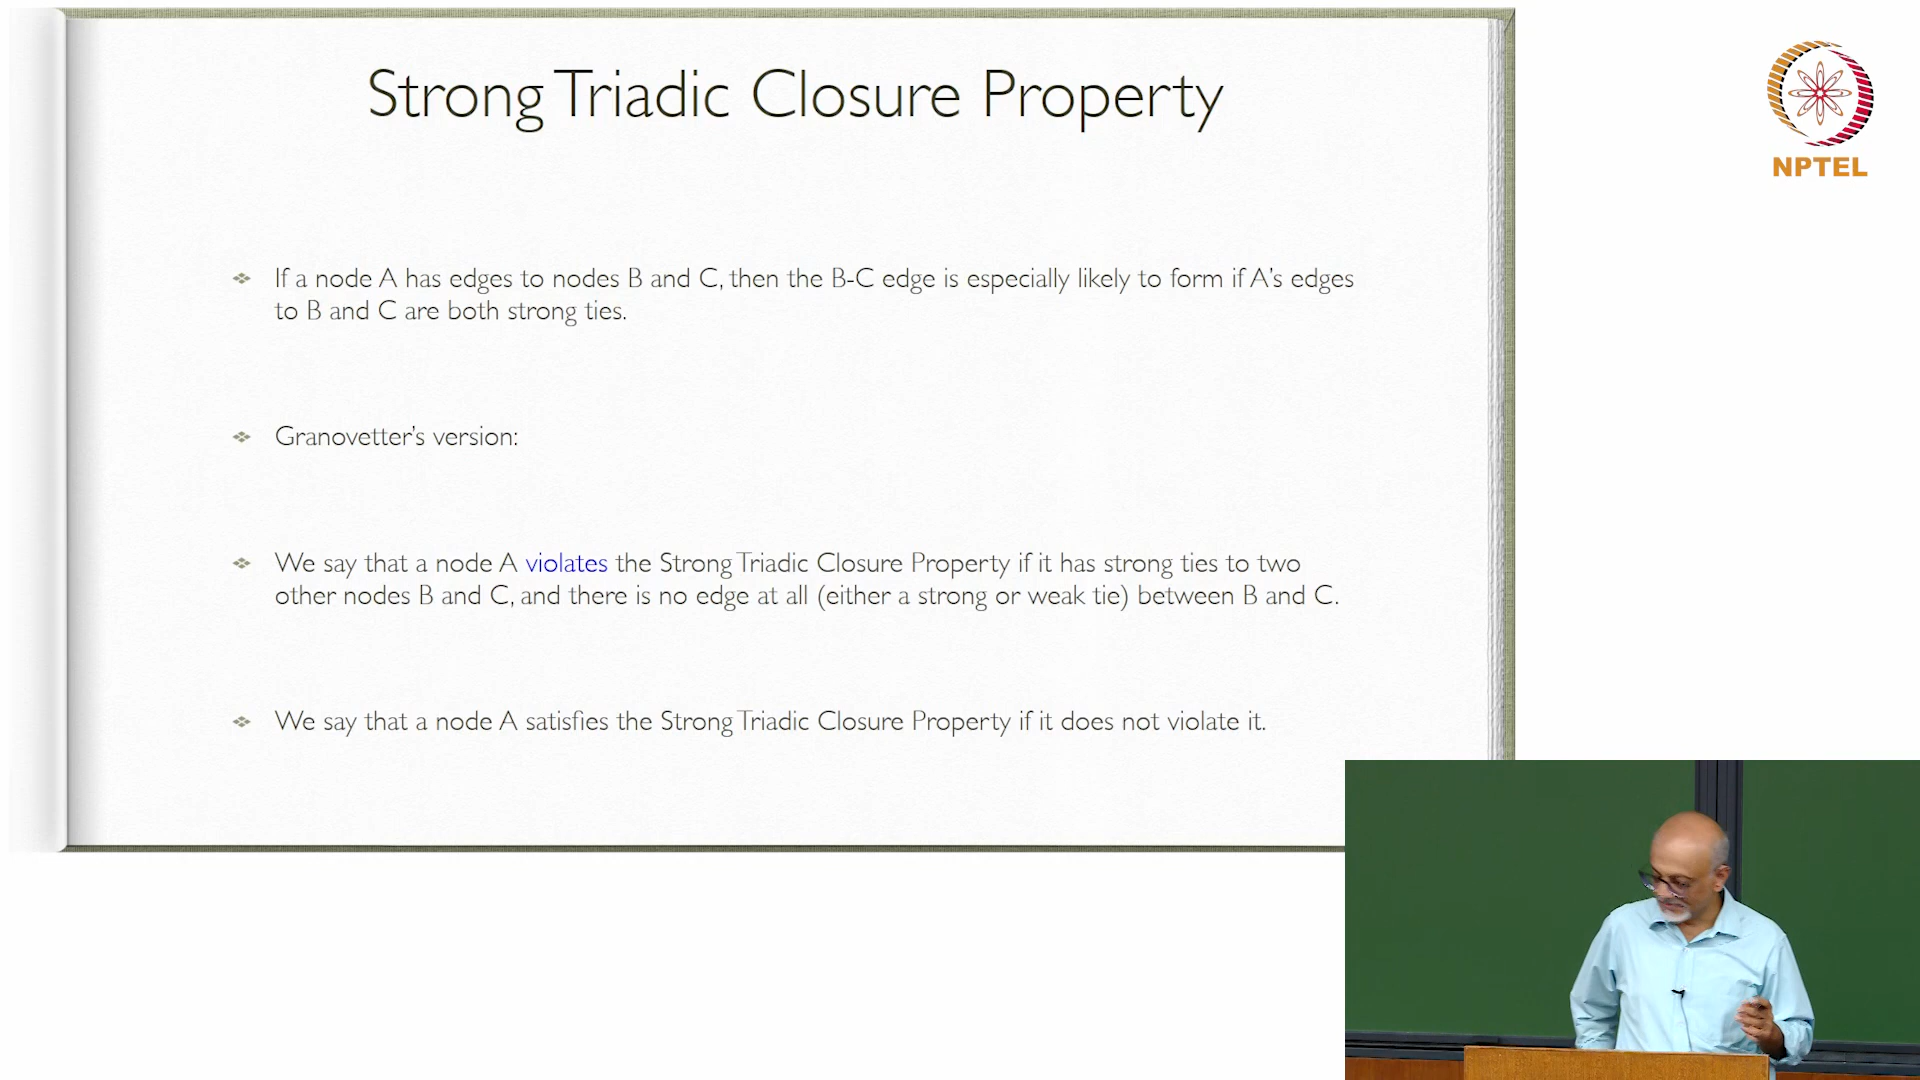 Strong Triadic Closure Property
NPTEL
If a node A has edges to nodes B and C, then the B-C edge is especially likely to form if A's edges
to B and C are both strong ties.
Granovetter's version:
We say that a node A violates the Strong Triadic Closure Property if it has strong ties to two
other nodes B and C, and there is no edge at all (either a strong or weak tie) between B and C.
We say that a node A satisfies the Strong Triadic Closure Property if it does not violate it.